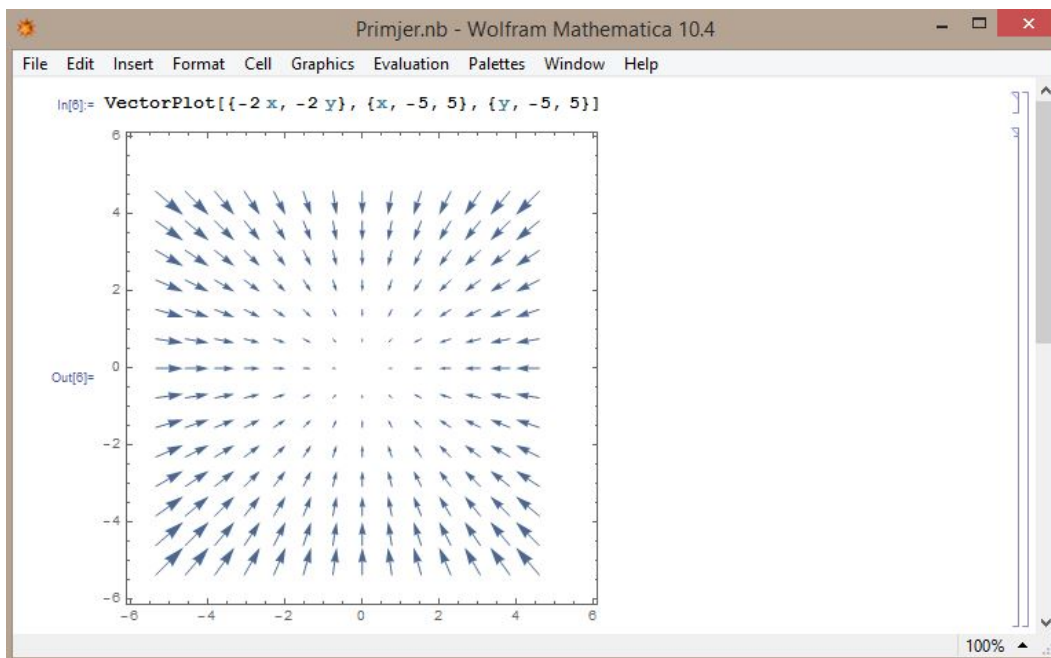 Primjer.nb - Wolfram Mathematica 10.4
File Edit Insert Format Cell Graphics Evaluation Palettes Window Help
In[6]:= VectorPlot[{-2 x, -2 y}, {x, -5, 5}, {y, -5, 5}]
6
4
2
Out[6]= 0
-2
-4
-6
-6 -4 -2 0 2 4 6
100%